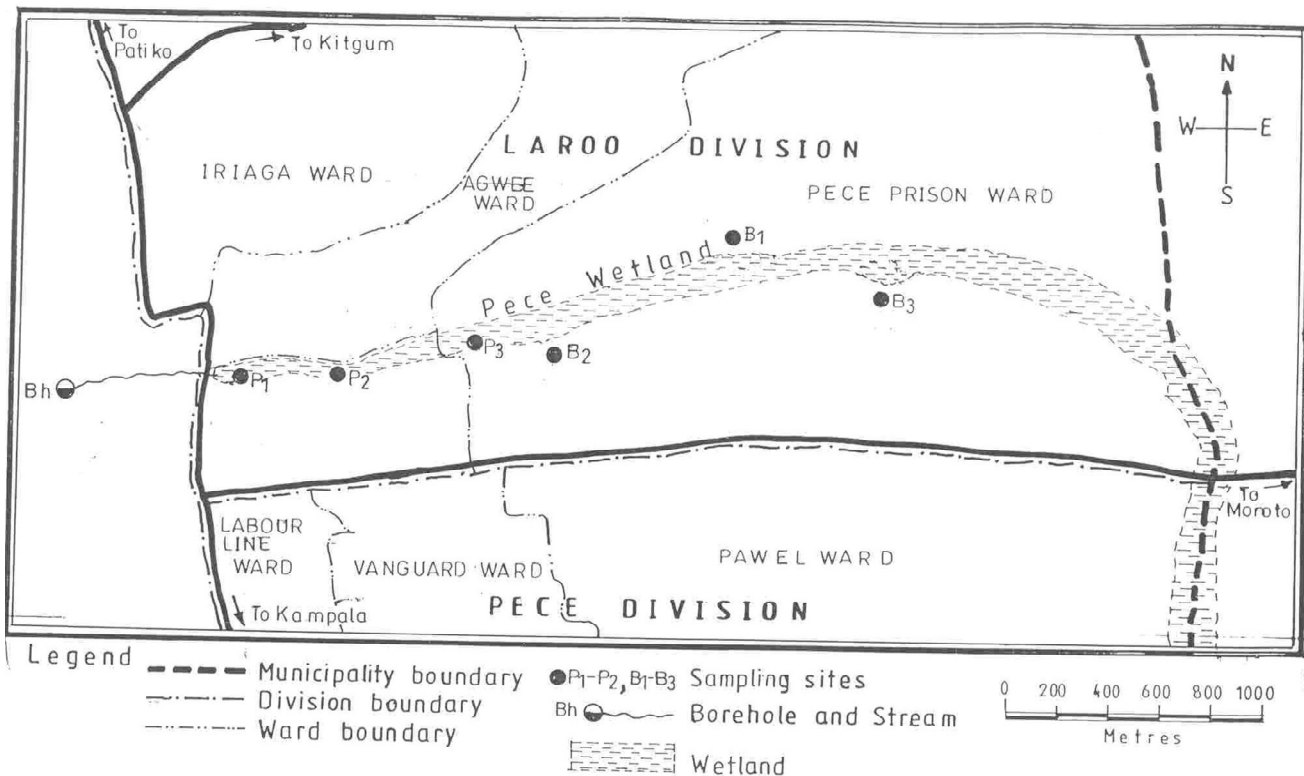 To
Patiko
To Kitgum
N
W E
S
LAROO DIVISION
IRIAGA WARD
AGWEE
WARD
PECE PRISON WARD
B1
Pece Wetland
B3
P3
B2
Bh
P1
P2
To
Moroto
LABOUR
LINE
WARD
VANGUARD WARD
PAWEL WARD
PECE DIVISION
To Kampala
Legend
Municipality boundary
Division boundary
Ward boundary
P1-P2, B1-B3 Sampling sites
Bh Borehole and Stream
Wetland
0 200 400 600 800 1000
Metres